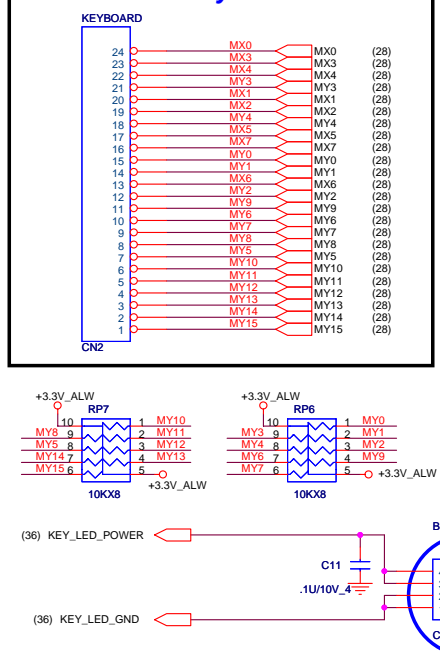 KEYBOARD
24 MX0 MX0 (28)
23 MX3 MX3 (28)
22 MX4 MX4 (28)
21 MY3 MY3 (28)
20 MX1 MX1 (28)
19 MX2 MX2 (28)
18 MY4 MY4 (28)
17 MX5 MX5 (28)
16 MX7 MX7 (28)
15 MY0 MY0 (28)
14 MY1 MY1 (28)
13 MX6 MX6 (28)
12 MY2 MY2 (28)
11 MY9 MY9 (28)
10 MY6 MY6 (28)
9 MY7 MY7 (28)
8 MY8 MY8 (28)
7 MY5 MY5 (28)
6 MY10 MY10 (28)
5 MY11 MY11 (28)
4 MY12 MY12 (28)
3 MY13 MY13 (28)
2 MY14 MY14 (28)
1 MY15 MY15 (28)
CN2
+3.3V_ALW
RP7
10 1 MY10
MY8 9 2 MY11
MY5 8 3 MY12
MY14 7 4 MY13
MY15 6 5
+3.3V_ALW
10KX8
+3.3V_ALW
RP6
10 1 MY0
MY3 9 2 MY1
MY4 8 3 MY2
MY6 7 4 MY9
MY7 6 5 +3.3V_ALW
10KX8
(36) KEY_LED_POWER
C11
.1U/10V_4
(36) KEY_LED_GND
B
C